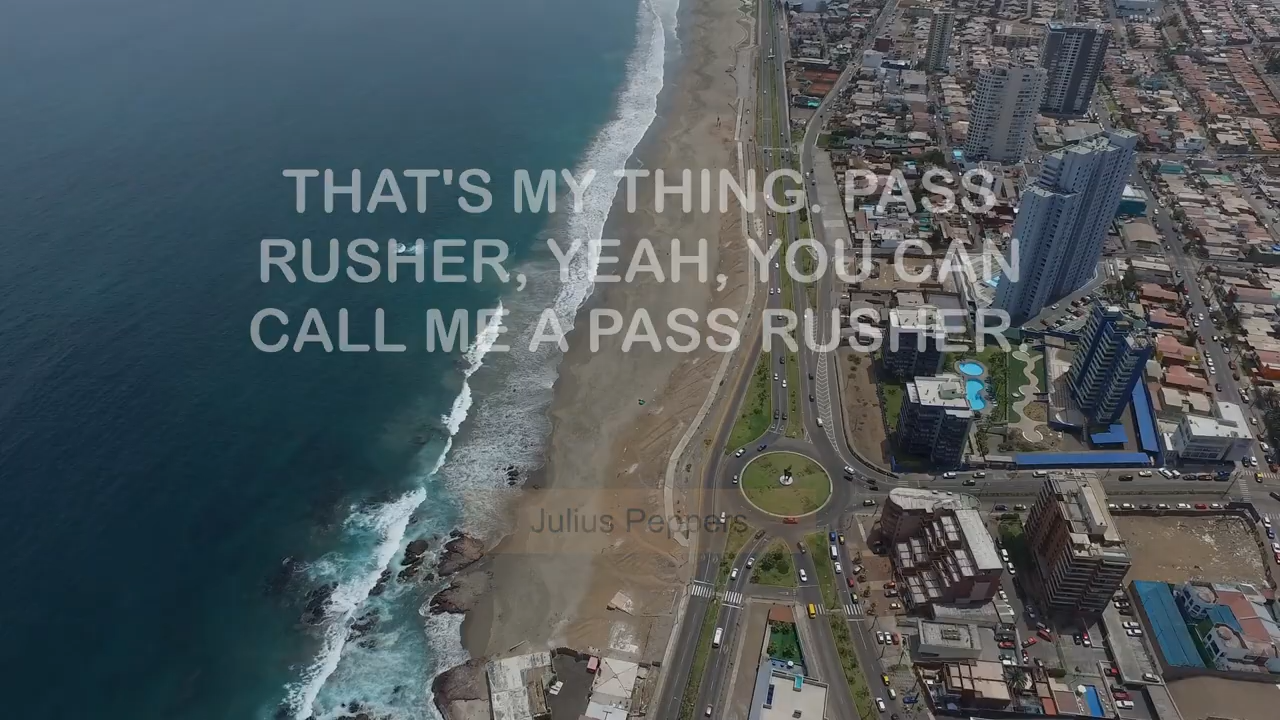 THAT'S MY THING. PASS
RUSHER, YEAH, YOU CAN
CALL ME A PASS RUSHER.
Julius Peppers